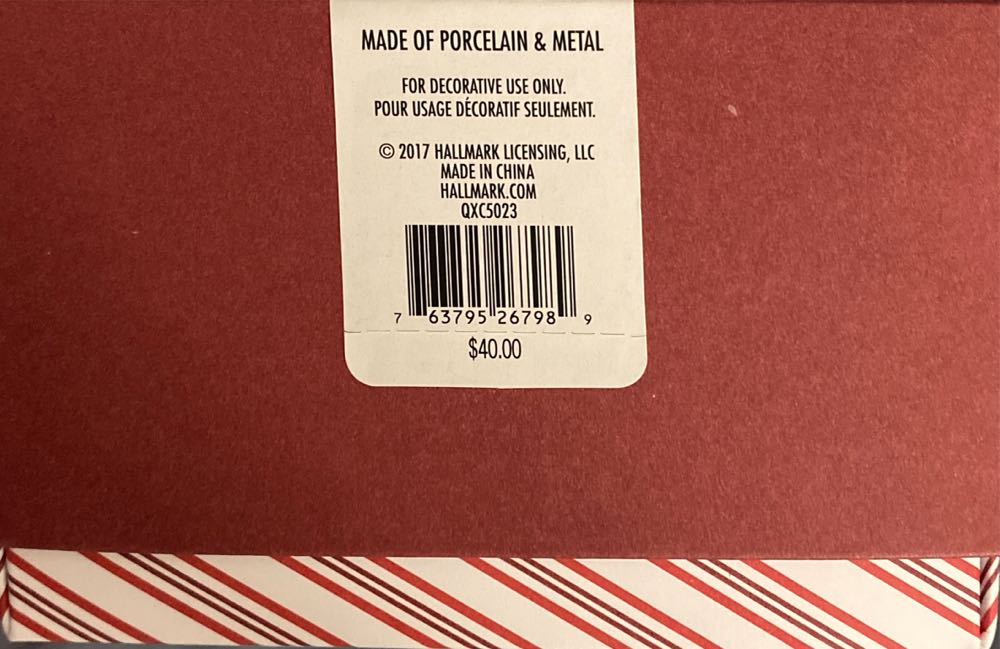 MADE OF PORCELAIN & METAL
FOR DECORATIVE USE ONLY.
POUR USAGE DÉCORATIF SEULEMENT.
© 2017 HALLMARK LICENSING, LLC
MADE IN CHINA
HALLMARK.COM
QXC5023
7 63795 26798 9
$40.00